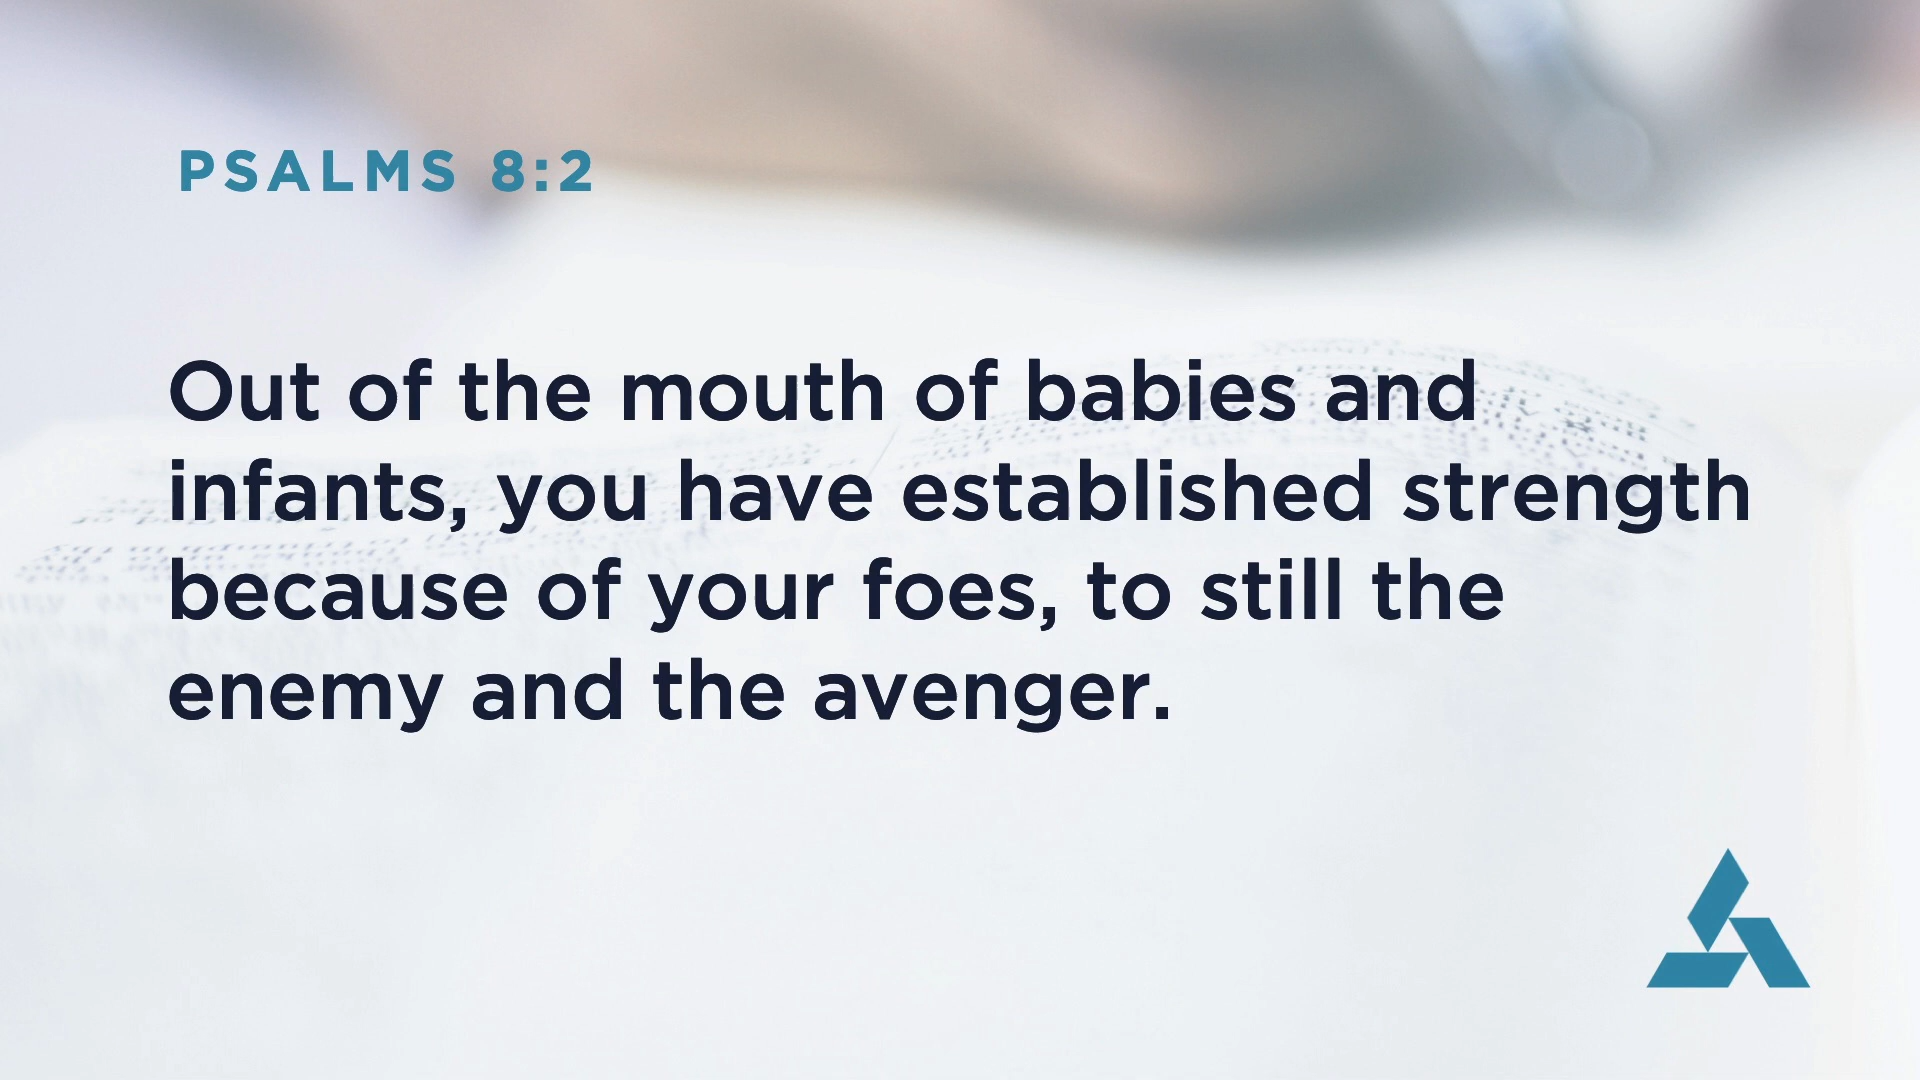 PSALMS 8:2
Out of the mouth of babies and
infants, you have established strength
because of your foes, to still the
enemy and the avenger.